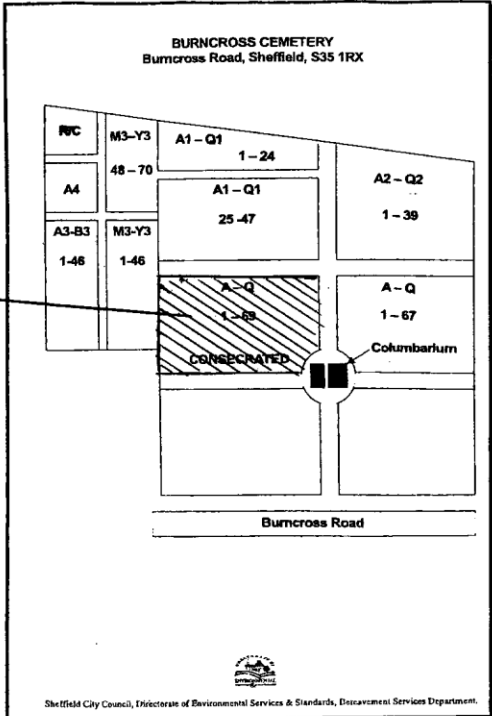 BURNCROSS CEMETERY
Burncross Road, Sheffield, S35 1RX
R/C
M3-Y3
48 - 70
A1 - Q1
1 - 24
A2 - Q2
1 - 39
A4
A1 - Q1
25 -47
A3-B3
1-46
M3-Y3
1-46
A - Q
1 - 69
CONSECRATED
A - Q
1 - 67
Columbarium
Burncross Road
Sheffield City Council, Directorate of Environmental Services & Standards, Bereavement Services Department.